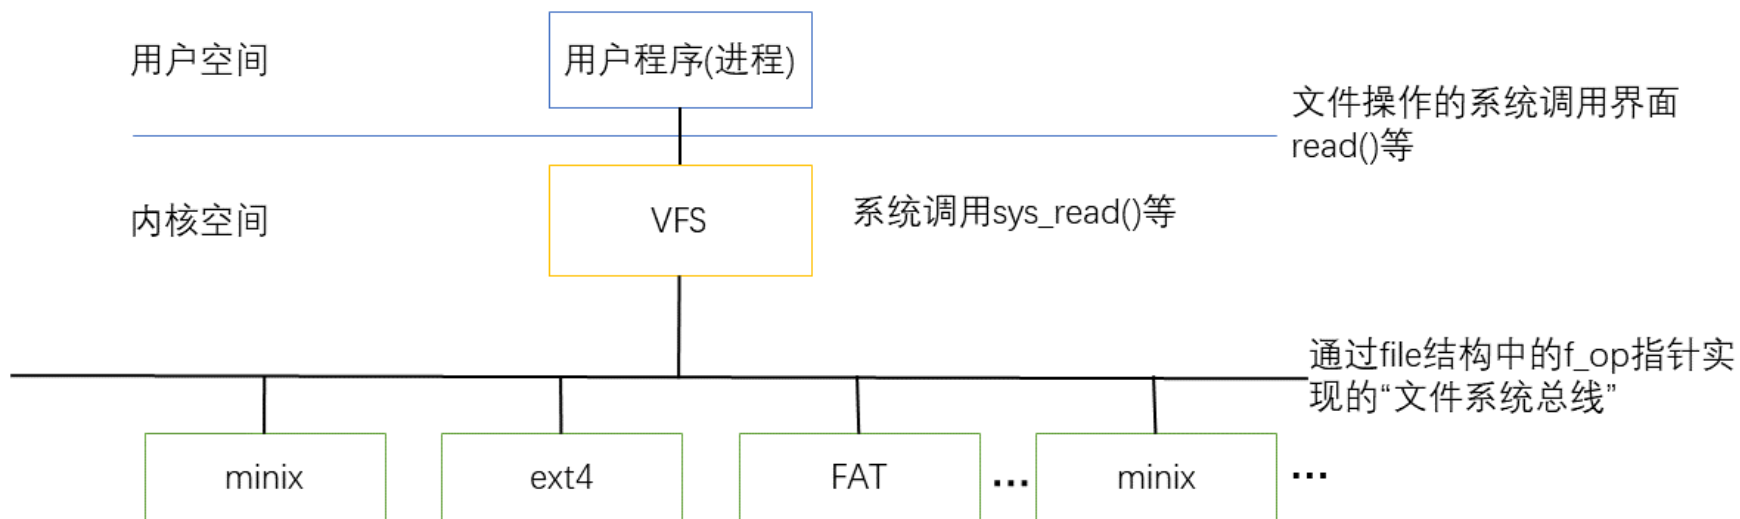 用户空间
用户程序(进程)
文件操作的系统调用界面
read()等
内核空间
VFS
系统调用sys_read()等
通过file结构中的f_op指针实
现的“文件系统总线”
minix
ext4
FAT
...
minix
...